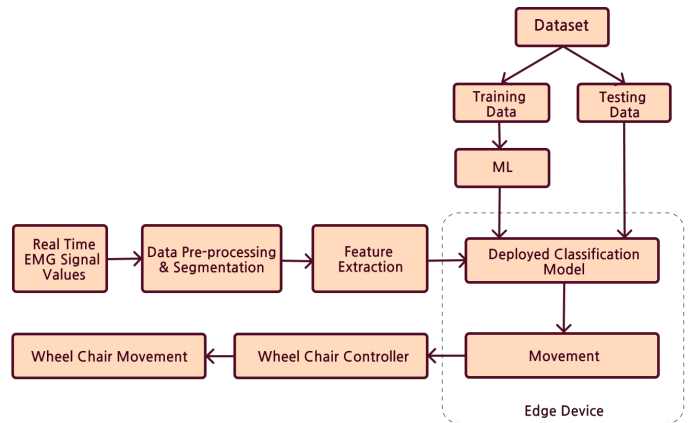 Dataset
Training
Data
Testing
Data
ML
Real Time
EMG Signal
Values
Data Pre-processing
& Segmentation
Feature
Extraction
Deployed Classification
Model
Wheel Chair Movement
Wheel Chair Controller
Movement
Edge Device